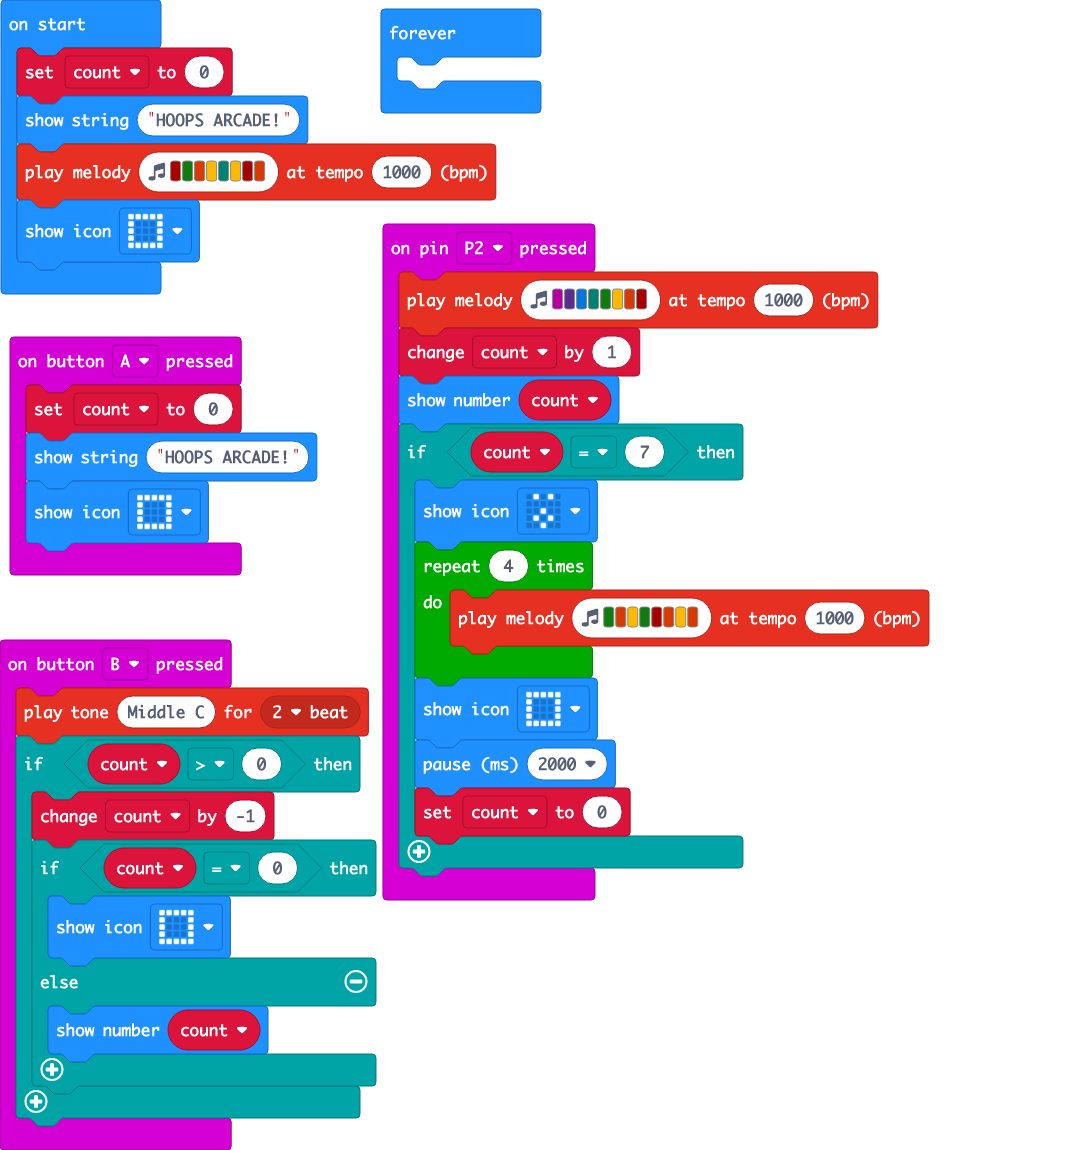 on start
set count to 0
show string "HOOPS ARCADE!"
play melody at tempo 1000 (bpm)
show icon
forever
on button A pressed
set count to 0
show string "HOOPS ARCADE!"
show icon
on button B pressed
play tone Middle C for 2 beat
if count > 0 then
change count by -1
if count = 0 then
show icon
else
show number count
on pin P2 pressed
play melody at tempo 1000 (bpm)
change count by 1
show number count
if count = 7 then
show icon
repeat 4 times
do play melody at tempo 1000 (bpm)
show icon
pause (ms) 2000
set count to 0